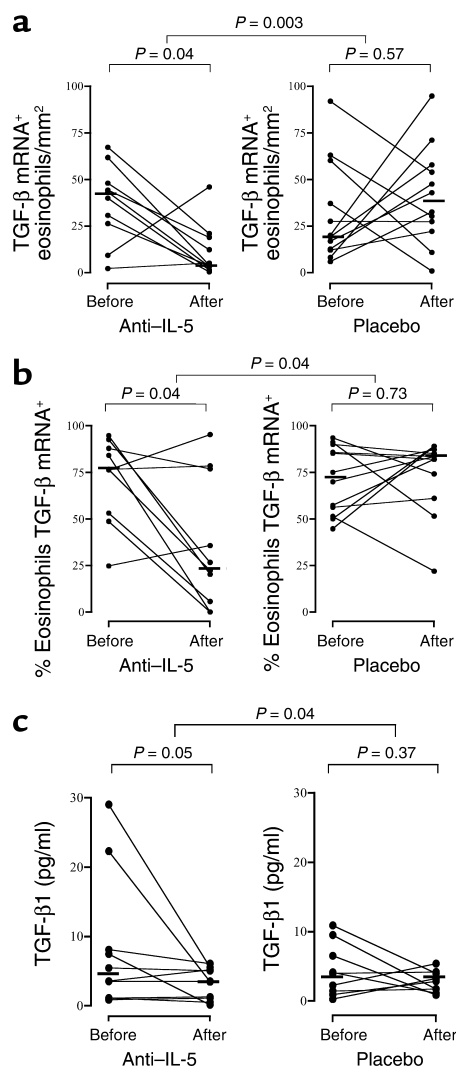 a
P = 0.003
P = 0.04
P = 0.57
TGF-β mRNA+
eosinophils/mm2
100
75
50
25
0
Before
After
Anti–IL-5
TGF-β mRNA+
eosinophils/mm2
100
75
50
25
0
Before
After
Placebo
b
P = 0.04
P = 0.04
P = 0.73
% Eosinophils TGF-β mRNA+
100
75
50
25
0
Before
After
Anti–IL-5
% Eosinophils TGF-β mRNA+
100
75
50
25
0
Before
After
Placebo
c
P = 0.04
P = 0.05
P = 0.37
TGF-β1 (pg/ml)
30
20
10
0
Before
After
Anti–IL-5
TGF-β1 (pg/ml)
30
20
10
0
Before
After
Placebo